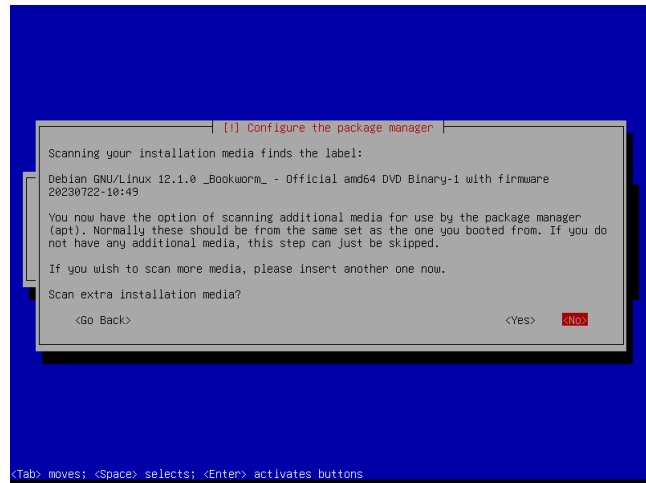 [!] Configure the package manager
Scanning your installation media finds the label:
Debian GNU/Linux 12.1.0 _Bookworm_ - Official amd64 DVD Binary-1 with firmware
20230722-10:49
You now have the option of scanning additional media for use by the package manager
(apt). Normally these should be from the same set as the one you booted from. If you do
not have any additional media, this step can just be skipped.
If you wish to scan more media, please insert another one now.
Scan extra installation media?
<Go Back> <Yes> <No>
<Tab> moves; <Space> selects; <Enter> activates buttons